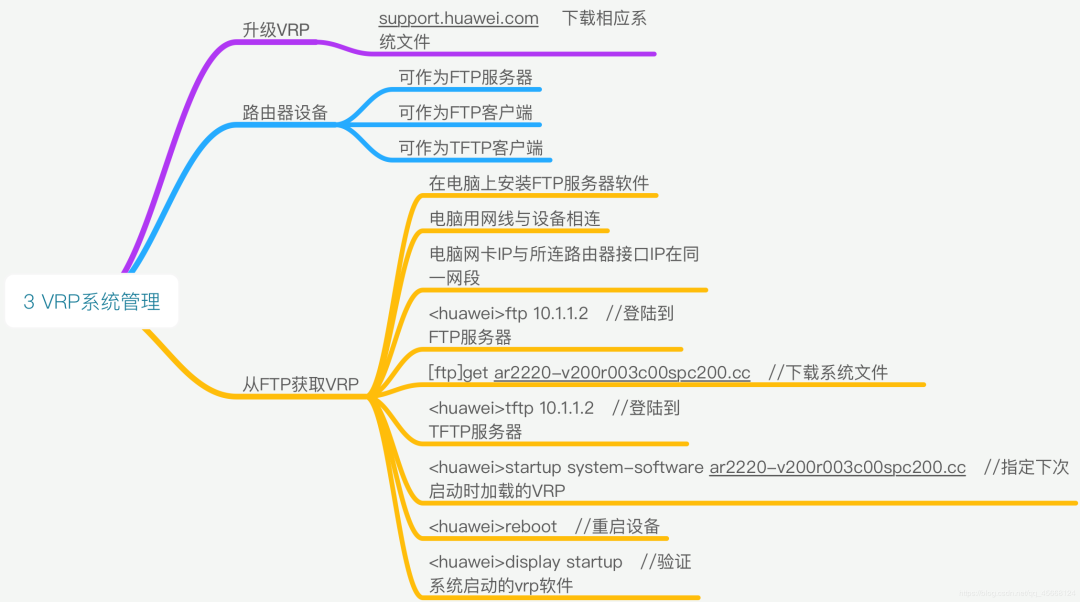 升级VRP
support.huawei.com 下载相应系
统文件
路由器设备
可作为FTP服务器
可作为FTP客户端
可作为TFTP客户端
3 VRP系统管理
从FTP获取VRP
在电脑上安装FTP服务器软件
电脑用网线与设备相连
电脑网卡IP与所连路由器接口IP在同
一网段
<huawei>ftp 10.1.1.2 //登陆到
FTP服务器
[ftp]get ar2220-v200r003c00spc200.cc //下载系统文件
<huawei>tftp 10.1.1.2 //登陆到
TFTP服务器
<huawei>startup system-software ar2220-v200r003c00spc200.cc //指定下次
启动时加载的VRP
<huawei>reboot //重启设备
<huawei>display startup //验证
系统启动的vrp软件